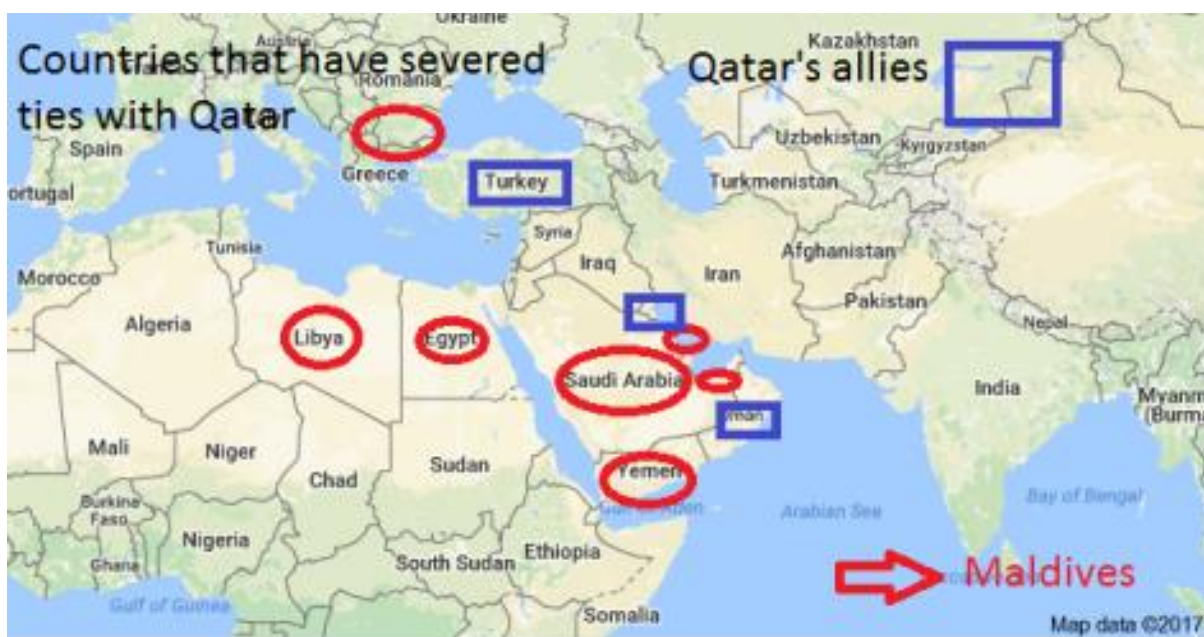 Ukraine
Austria
Kazakhstan
Countries that have severed
Qatar's allies
Romania
ties with Qatar
Uzbekistan
Kyrgyzstan
Spain
Greece
Turkey
Turkmenistan
Portugal
Syria
Tunisia
Afghanistan
Iraq
Iran
Morocco
Pakistan
Algeria
Libya
Egypt
Nepal
Saudi Arabia
India
Myanm
(Burm
man
Mali
Niger
Sudan
Yemen
Chad
Burkina
Faso
Gulf of Aden
Arabian Sea
Bay of Bengal
Nigeria
Ethiopia
Ghana
South Sudan
Maldives
Gulf of Guinea
Somalia
Map data ©2017